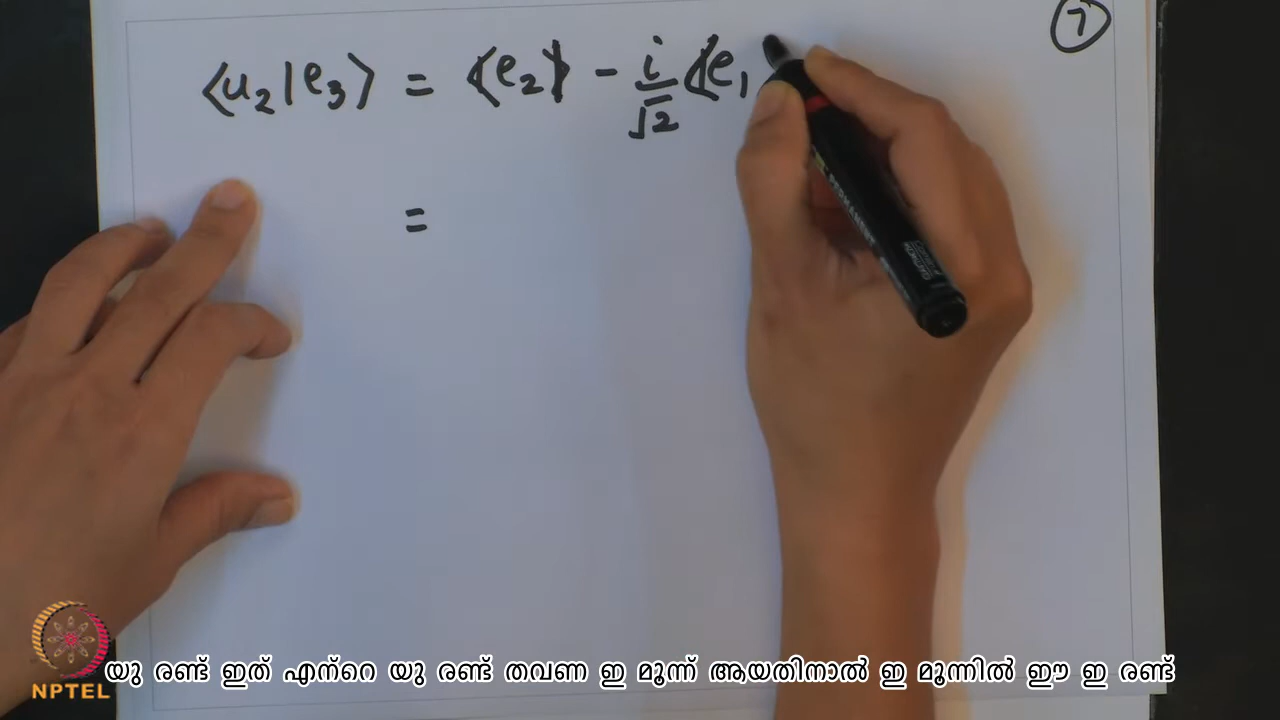 7
⟨u₂|e₃⟩ = ⟨e₂| - i/√2 ⟨e₁
=
NPTEL
യു രണ്ട് ഇത് എന്റെ യു രണ്ട് തവണ ഇ മൂന്ന് ആയതിനാൽ ഇ മൂന്നിൽ ഈ ഇ രണ്ട്